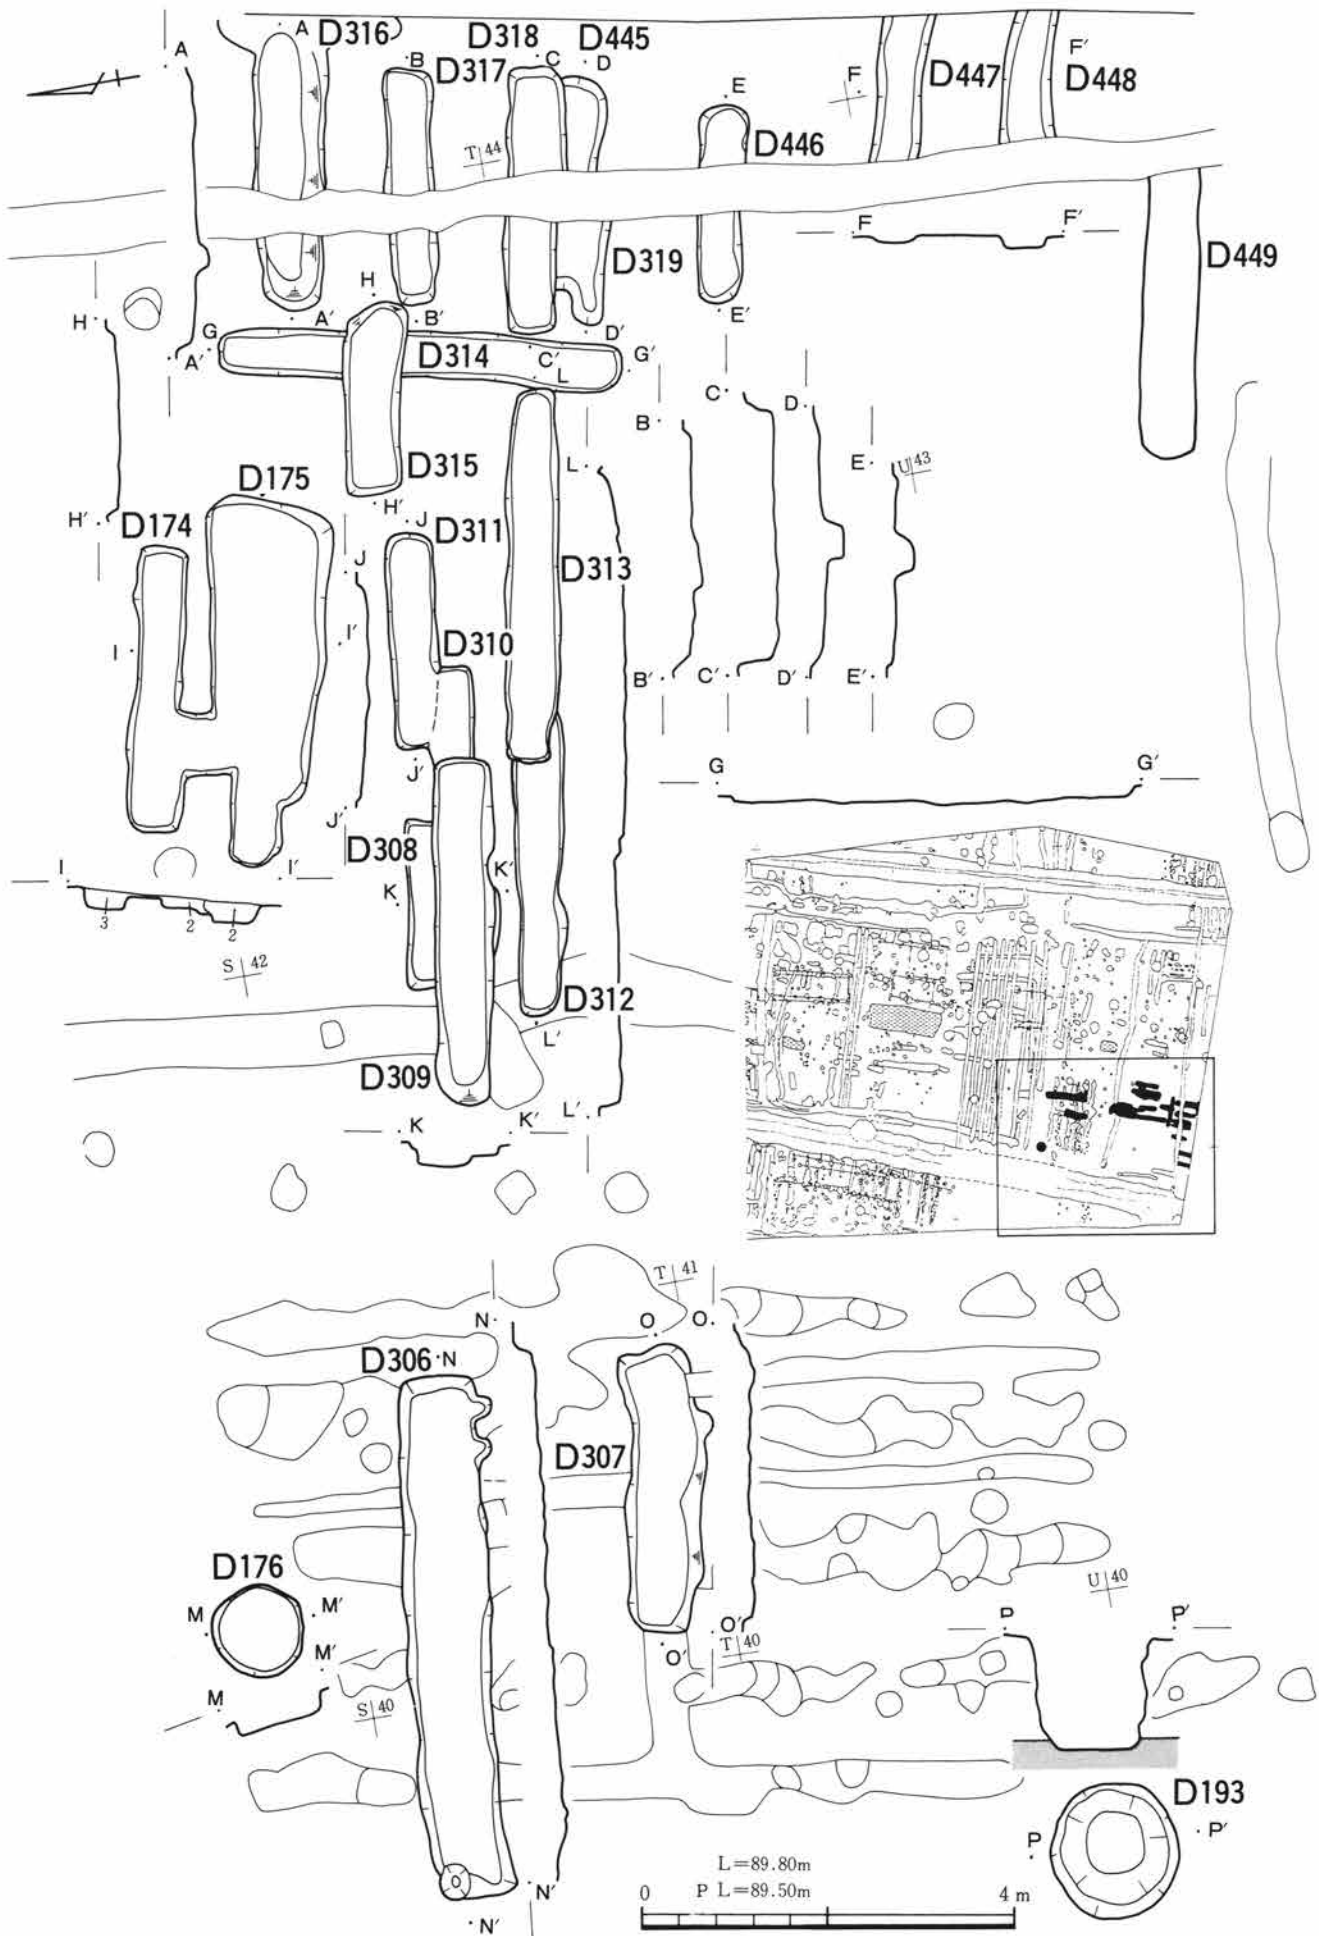 A D316 D318 D445
A B D317 C D F F' D447 D448
T 44 E D446
F F'
D319 D449
H H A' B' E'
G A' D314 C' D' G'
L C D
B
D315 L E U 43
D175 H' J D311
H' D174 J D313
I I' D310 B' C' D' E'
J' J' G G'
D308 K'
I I' K
3 2 2
S 42
D312
L'
D309
K K' L'
T 41
N O O
D306 N
D307
D176 U 40
M M' P P'
O' T 40
M' O'
M S 40
D193
P P'
L=89.80m
N' 0 P L=89.50m 4 m
N'